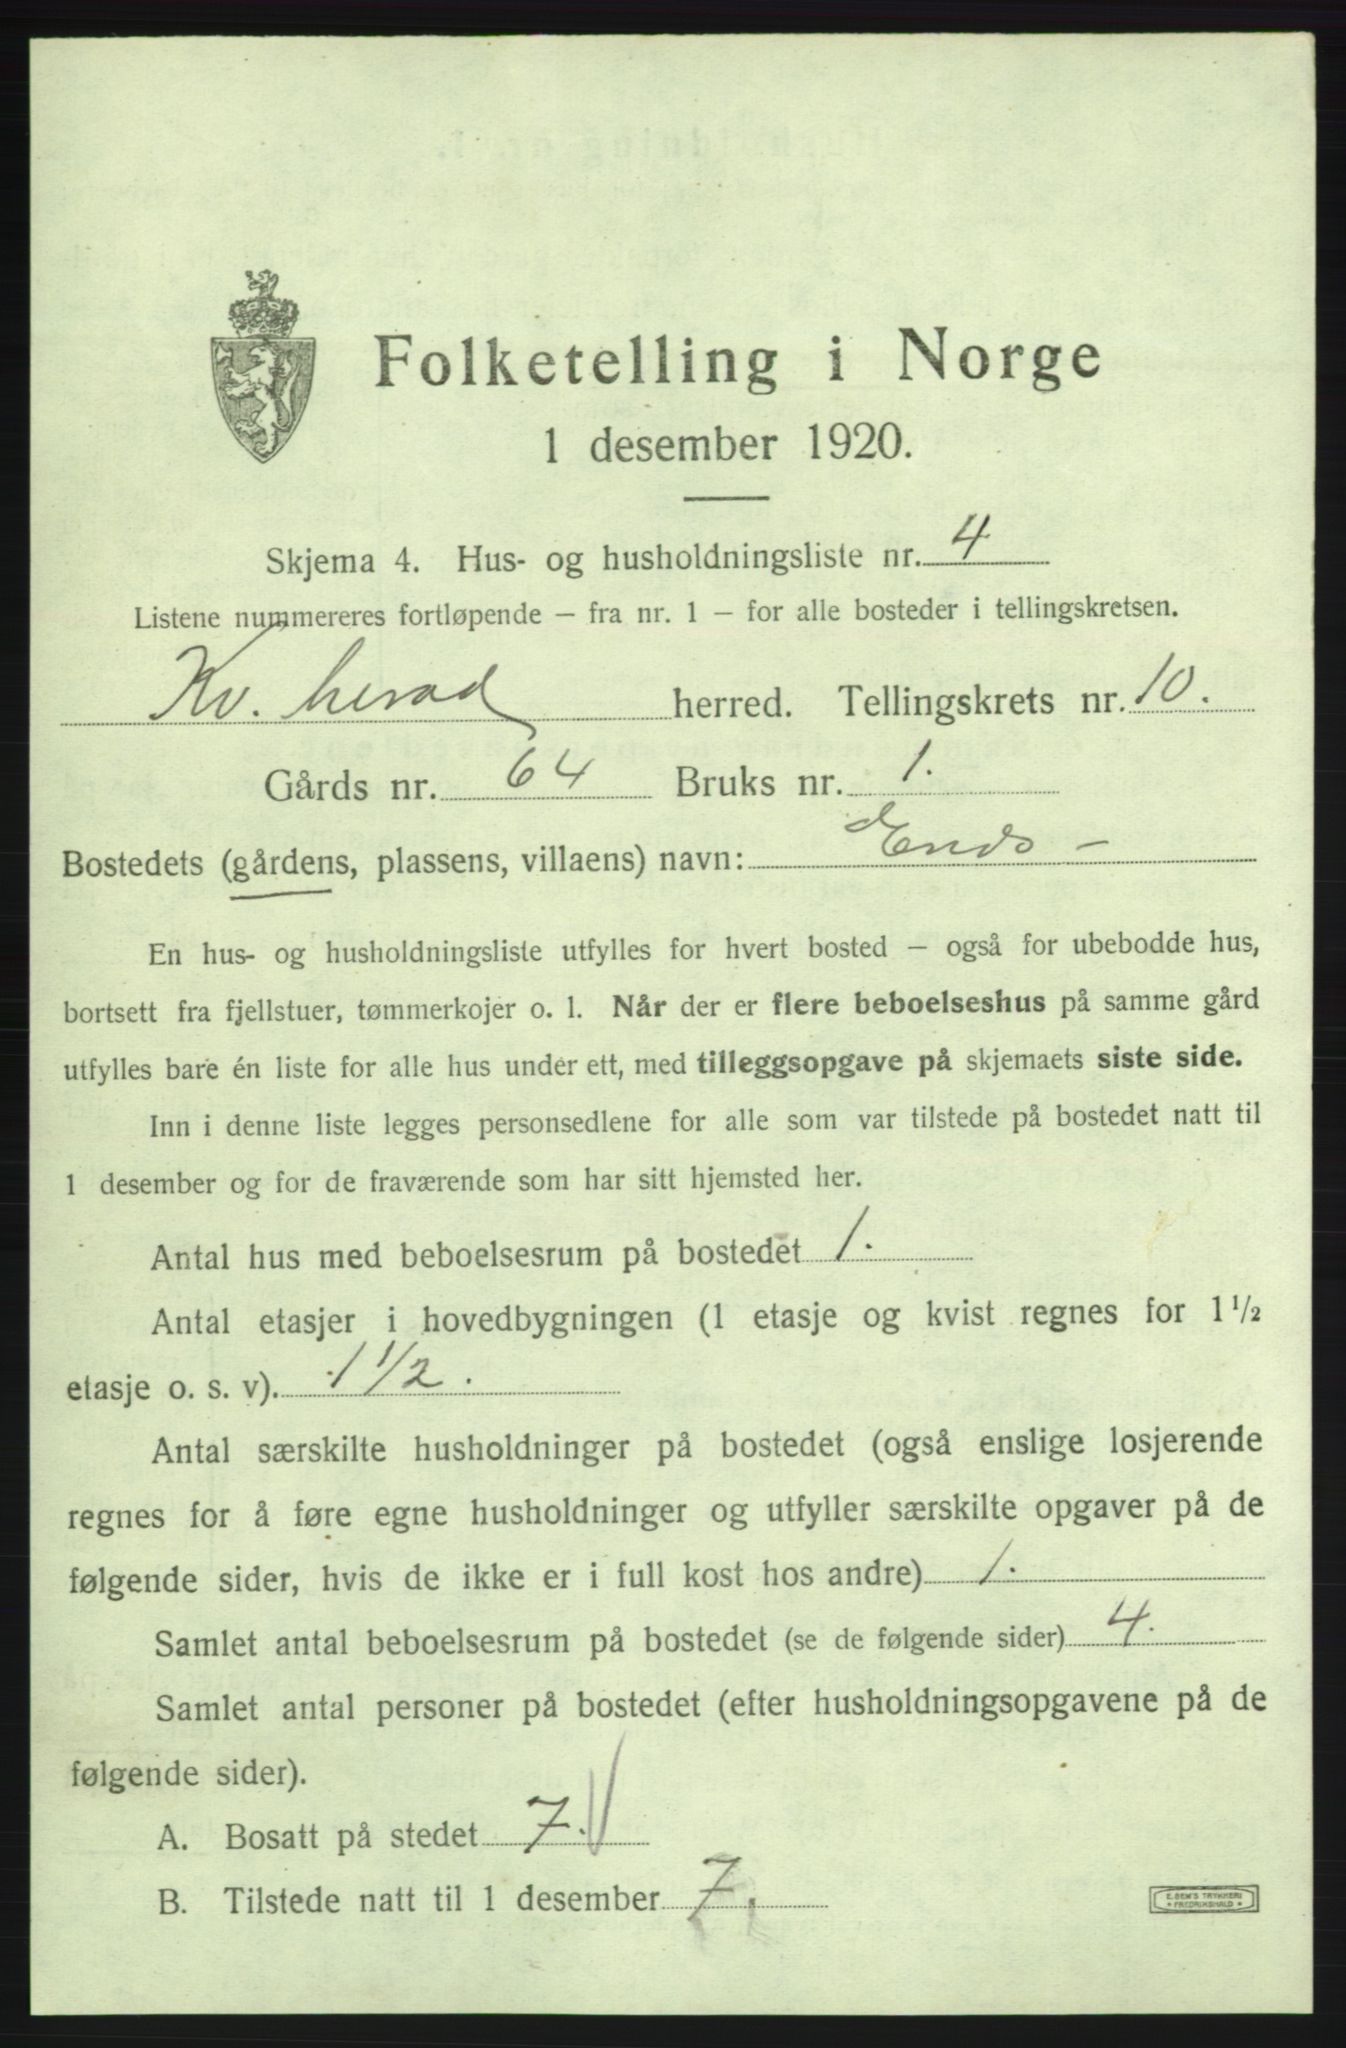 Folketelling i Norge
1 desember 1920.
Skjema 4. Hus- og husholdningsliste nr. 4
Listene nummereres fortløpende – fra nr. 1 – for alle bosteder i tellingskretsen.
Kv. herad herred. Tellingskrets nr. 10.
Gårds nr. 64 Bruks nr. 1.
Bostedets (gårdens, plassens, villaens) navn: Ends –
En hus- og husholdningsliste utfylles for hvert bosted – også for ubebodde hus,
bortsett fra fjellstuer, tømmerkojer o. l. Når der er flere beboelseshus på samme gård
utfylles bare én liste for alle hus under ett, med tilleggsopgave på skjemaets siste side.
Inn i denne liste legges personsedlene for alle som var tilstede på bostedet natt til
1 desember og for de fraværende som har sitt hjemsted her.
Antal hus med beboelsesrum på bostedet 1.
Antal etasjer i hovedbygningen (1 etasje og kvist regnes for 1 1/2
etasje o. s. v). 1 1/2.
Antal særskilte husholdninger på bostedet (også enslige losjerende
regnes for å føre egne husholdninger og utfyller særskilte opgaver på de
følgende sider, hvis de ikke er i full kost hos andre) 1.
Samlet antal beboelsesrum på bostedet (se de følgende sider) 4.
Samlet antal personer på bostedet (efter husholdningsopgavene på de
følgende sider).
A. Bosatt på stedet 7.
B. Tilstede natt til 1 desember 7.
E. SEM'S TRYKKERI
FREDRIKSHALD